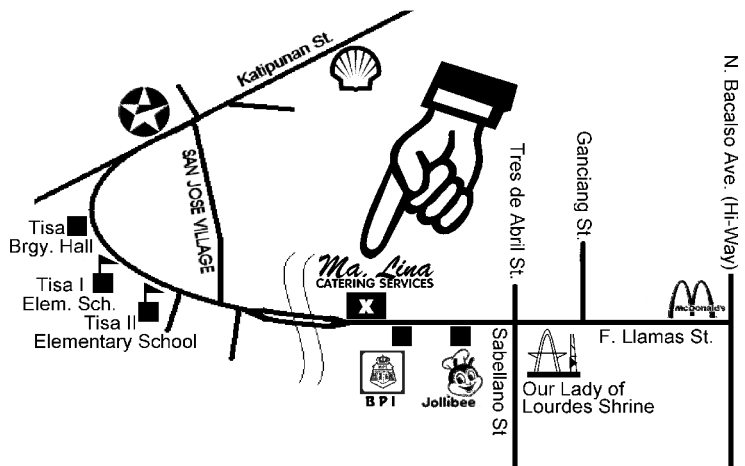 Katipunan St.
SAN JOSE VILLAGE
Tisa
Brgy. Hall
Tisa I
Elem. Sch.
Tisa II
Elementary School
Ma. Lina
CATERING SERVICES
X
BPI
Jollibee
Tres de Abril St.
Sabellano St
Ganciang St.
Our Lady of
Lourdes Shrine
McDonald's
F. Llamas St.
N. Bacalso Ave. (Hi-Way)